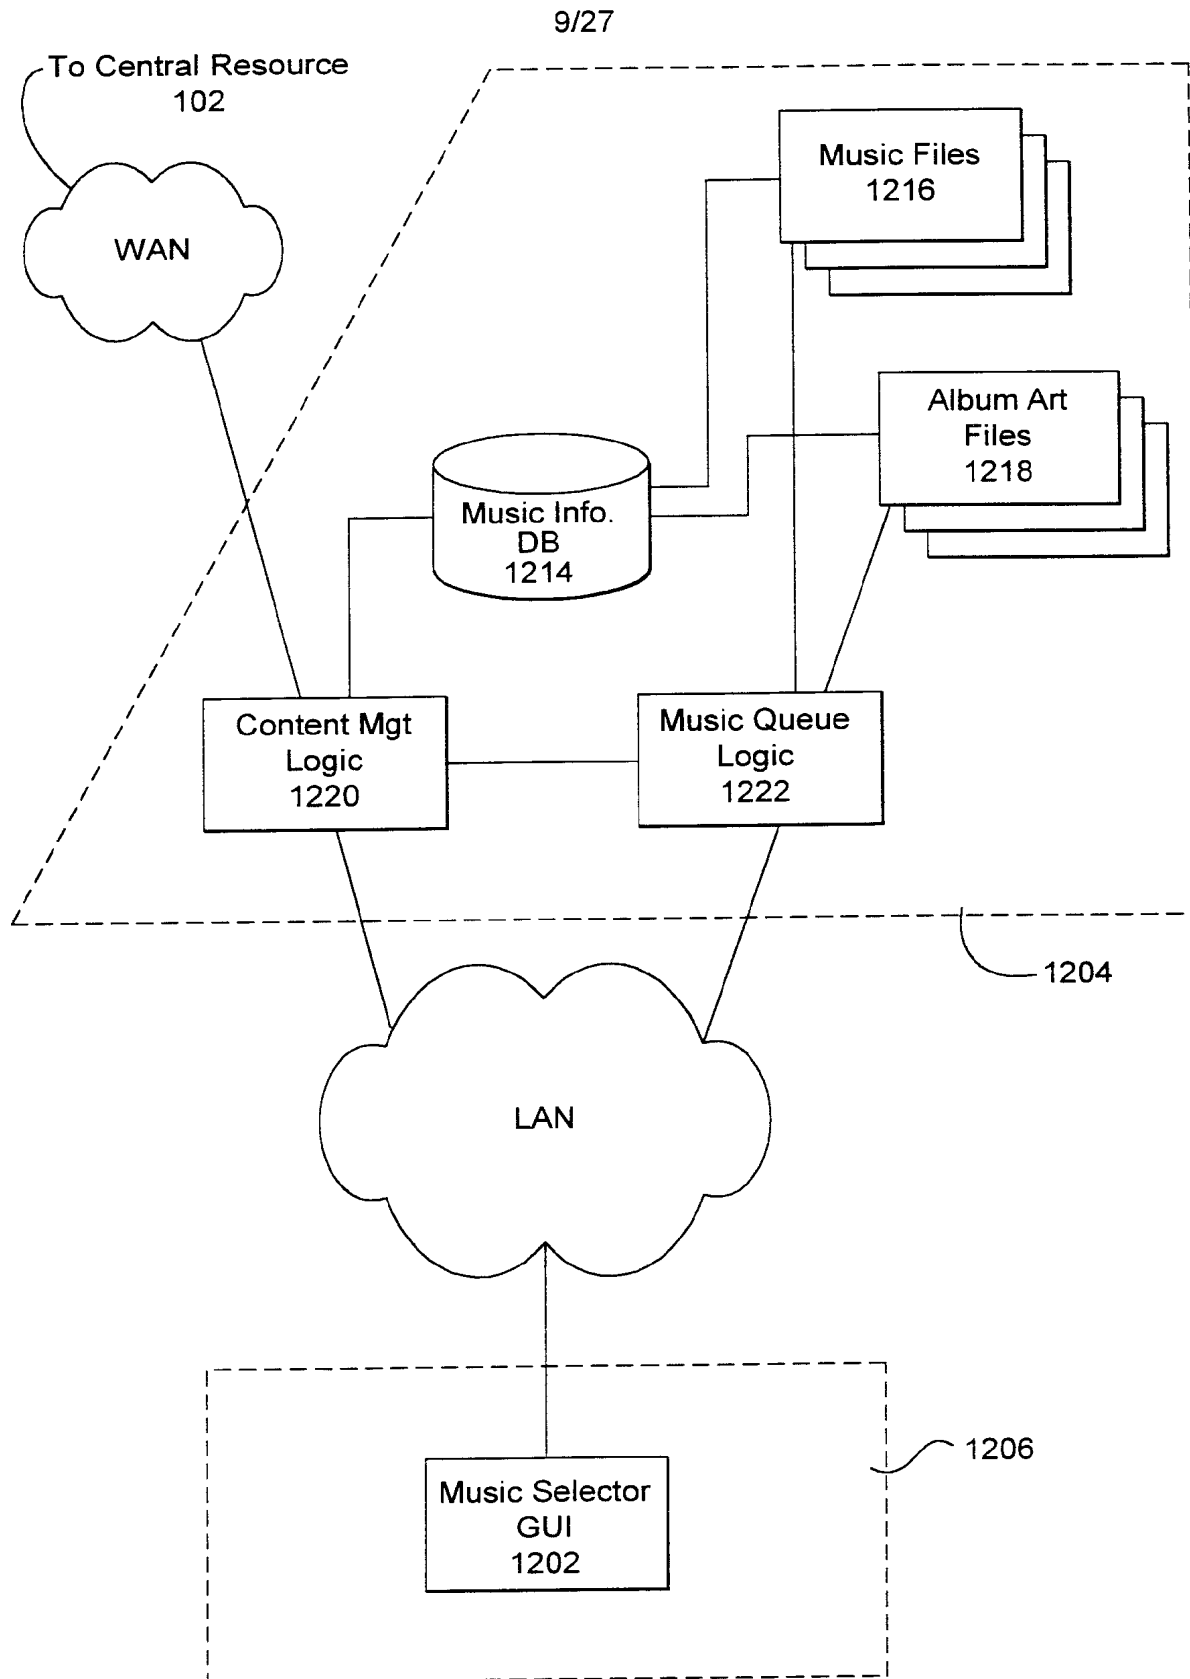 9/27
To Central Resource
102
WAN
Music Files
1216
Album Art
Files
1218
Music Info.
DB
1214
Content Mgt
Logic
1220
Music Queue
Logic
1222
1204
LAN
1206
Music Selector
GUI
1202